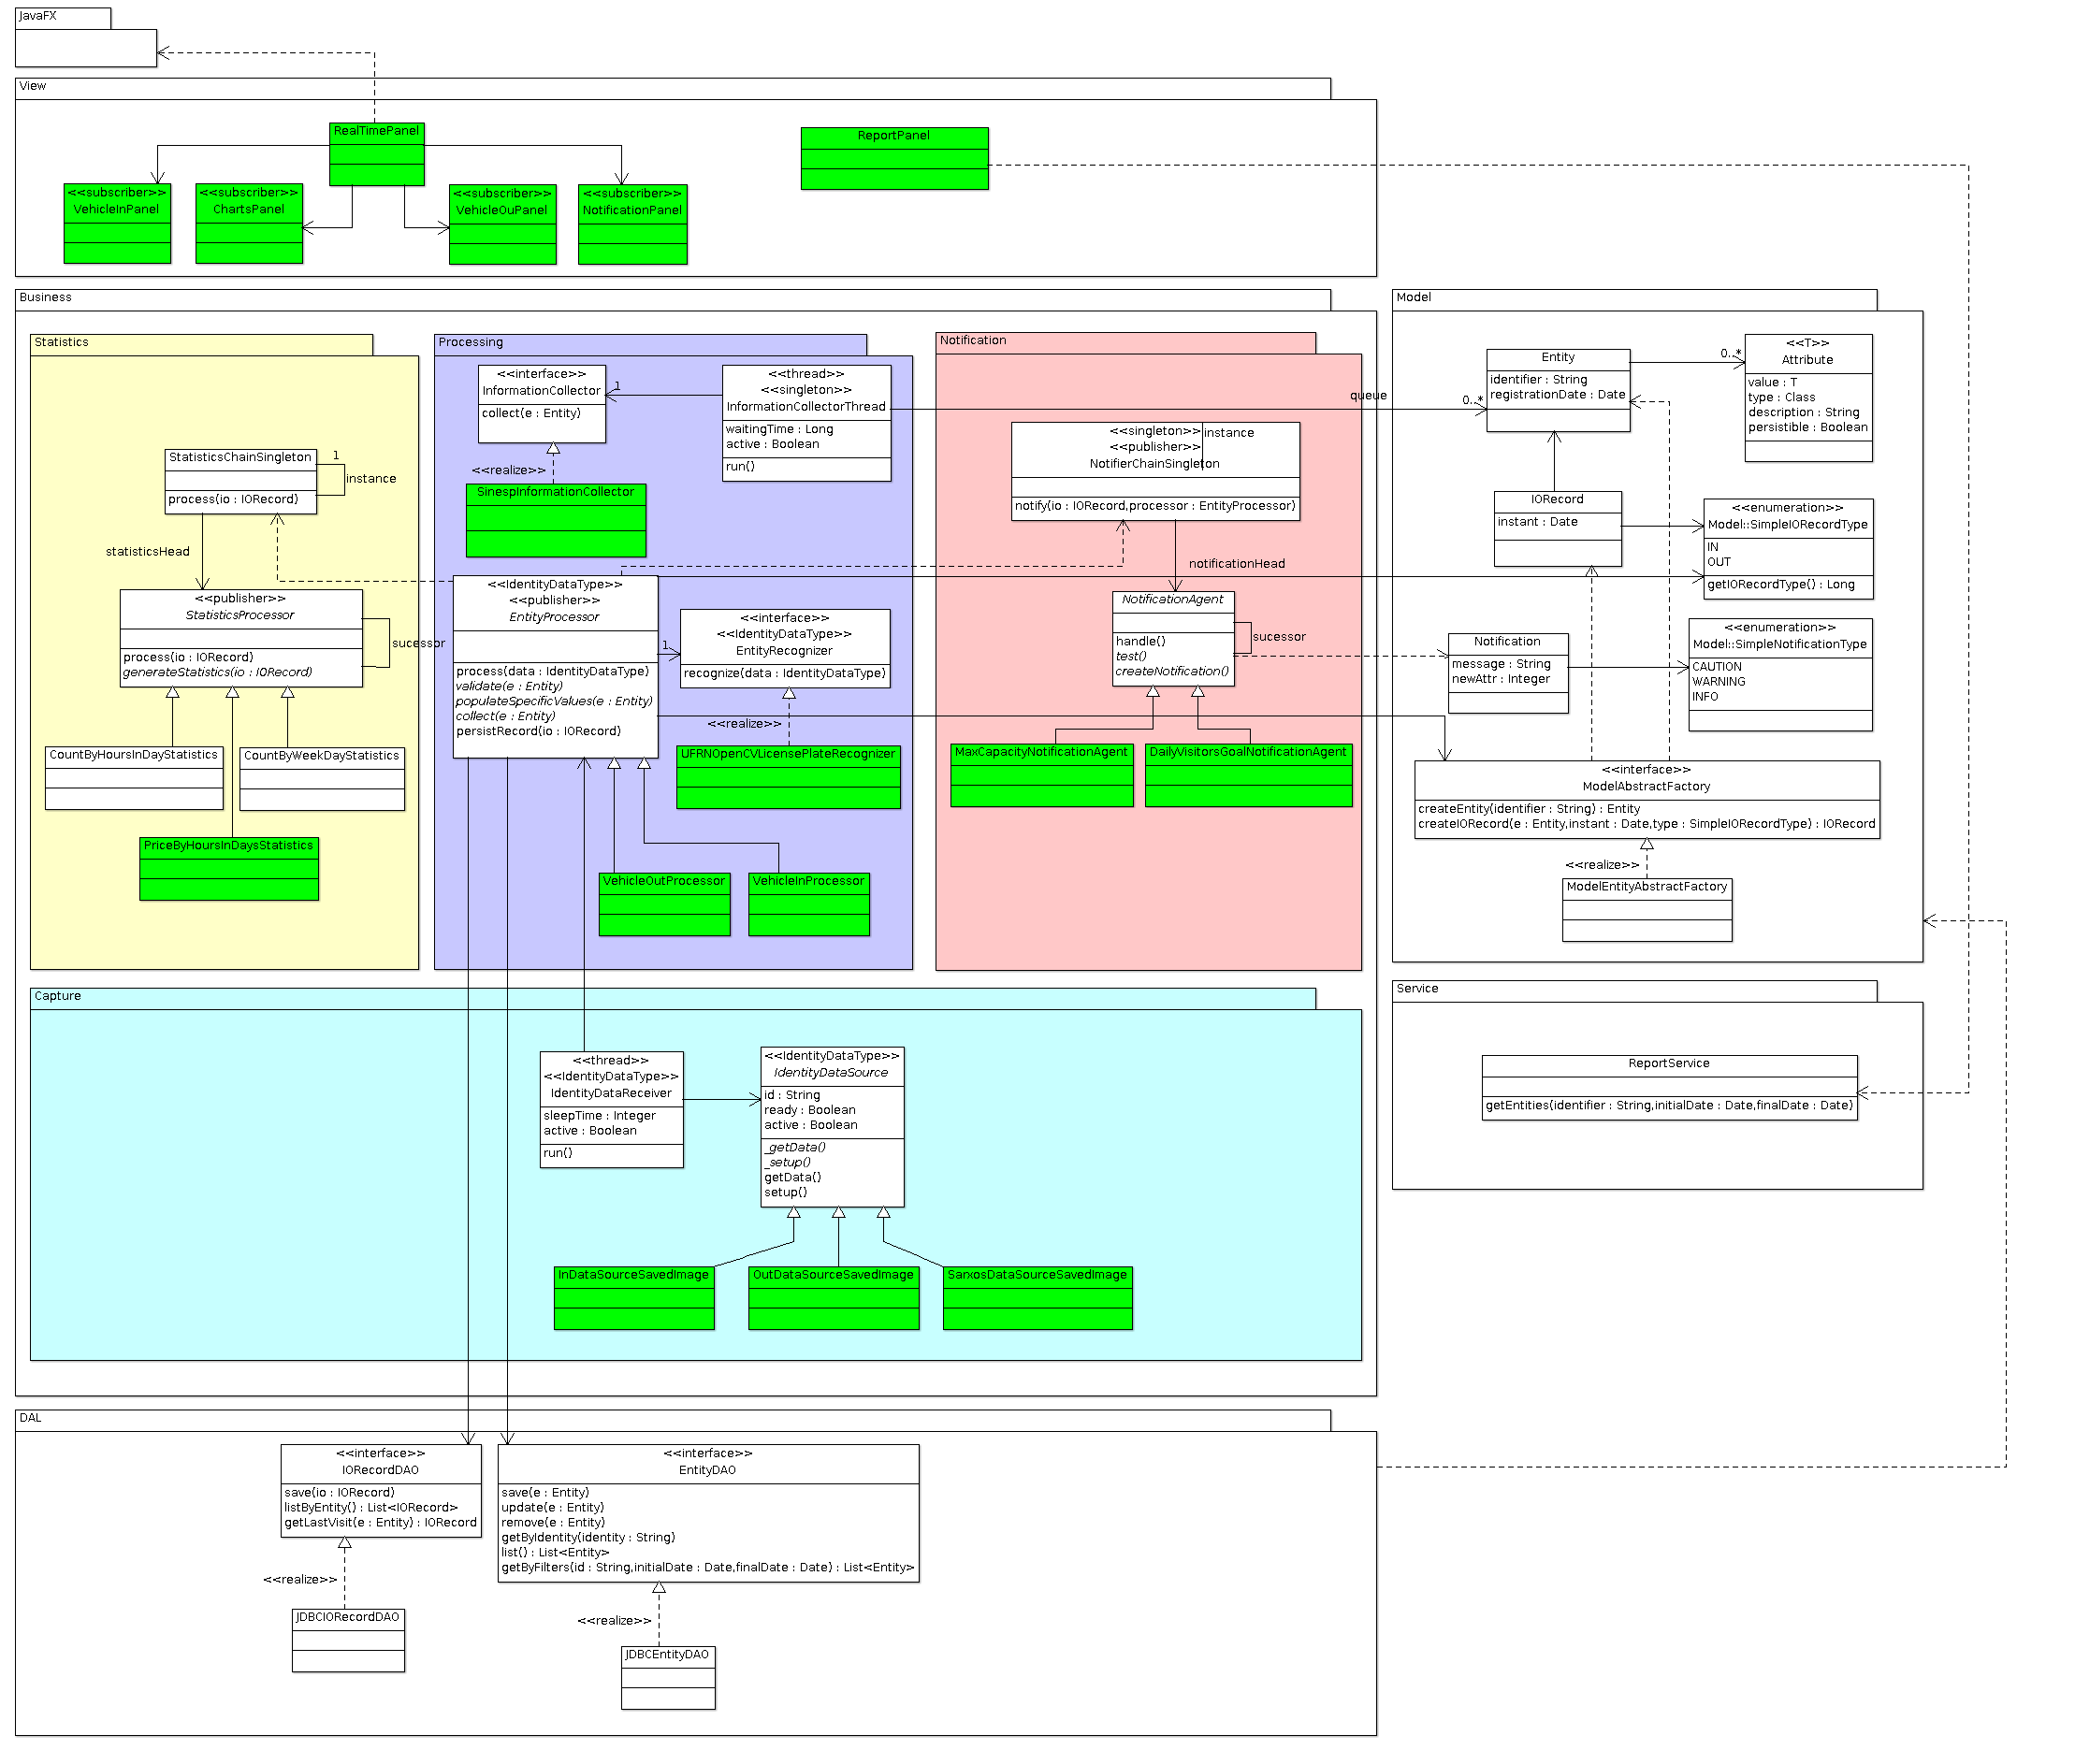 JavaFX
View
RealTimePanel
ReportPanel
<<subscriber>>
VehicleInPanel
<<subscriber>>
ChartsPanel
<<subscriber>>
VehicleOuPanel
<<subscriber>>
NotificationPanel
Business
Statistics
StatisticsChainSingleton
process(io : IORecord)
1
instance
statisticsHead
<<publisher>>
StatisticsProcessor
process(io : IORecord)
generateStatistics(io : IORecord)
sucessor
CountByHoursInDayStatistics
CountByWeekDayStatistics
PriceByHoursInDaysStatistics
Processing
<<interface>>
InformationCollector
collect(e : Entity)
1
<<thread>>
<<singleton>>
InformationCollectorThread
waitingTime : Long
active : Boolean
run()
<<realize>>
SinespInformationCollector
<<IdentityDataType>>
<<publisher>>
EntityProcessor
process(data : IdentityDataType)
validate(e : Entity)
populateSpecificValues(e : Entity)
collect(e : Entity)
persistRecord(io : IORecord)
1
<<interface>>
<<IdentityDataType>>
EntityRecognizer
recognize(data : IdentityDataType)
<<realize>>
UFRNOpenCVLicensePlateRecognizer
VehicleOutProcessor
VehicleInProcessor
Notification
<<singleton>>
<<publisher>>
NotifierChainSingleton
instance
notify(io : IORecord,processor : EntityProcessor)
notificationHead
NotificationAgent
handle()
test()
createNotification()
sucessor
MaxCapacityNotificationAgent
DailyVisitorsGoalNotificationAgent
queue
Model
Entity
identifier : String
registrationDate : Date
0..*
0..*
<<T>>
Attribute
value : T
type : Class
description : String
persistible : Boolean
IORecord
instant : Date
<<enumeration>>
Model::SimpleIORecordType
IN
OUT
getIORecordType() : Long
Notification
message : String
newAttr : Integer
<<enumeration>>
Model::SimpleNotificationType
CAUTION
WARNING
INFO
<<interface>>
ModelAbstractFactory
createEntity(identifier : String) : Entity
createIORecord(e : Entity,instant : Date,type : SimpleIORecordType) : IORecord
<<realize>>
ModelEntityAbstractFactory
Service
ReportService
getEntities(identifier : String,initialDate : Date,finalDate : Date)
Capture
<<thread>>
<<IdentityDataType>>
IdentityDataReceiver
sleepTime : Integer
active : Boolean
run()
<<IdentityDataType>>
IdentityDataSource
id : String
ready : Boolean
active : Boolean
_getData()
_setup()
getData()
setup()
InDataSourceSavedImage
OutDataSourceSavedImage
SarxosDataSourceSavedImage
DAL
<<interface>>
IORecordDAO
save(io : IORecord)
listByEntity() : List<IORecord>
getLastVisit(e : Entity) : IORecord
<<realize>>
JDBCIORecordDAO
<<interface>>
EntityDAO
save(e : Entity)
update(e : Entity)
remove(e : Entity)
getByIdentity(identity : String)
list() : List<Entity>
getByFilters(id : String,initialDate : Date,finalDate : Date) : List<Entity>
<<realize>>
JDBCEntityDAO